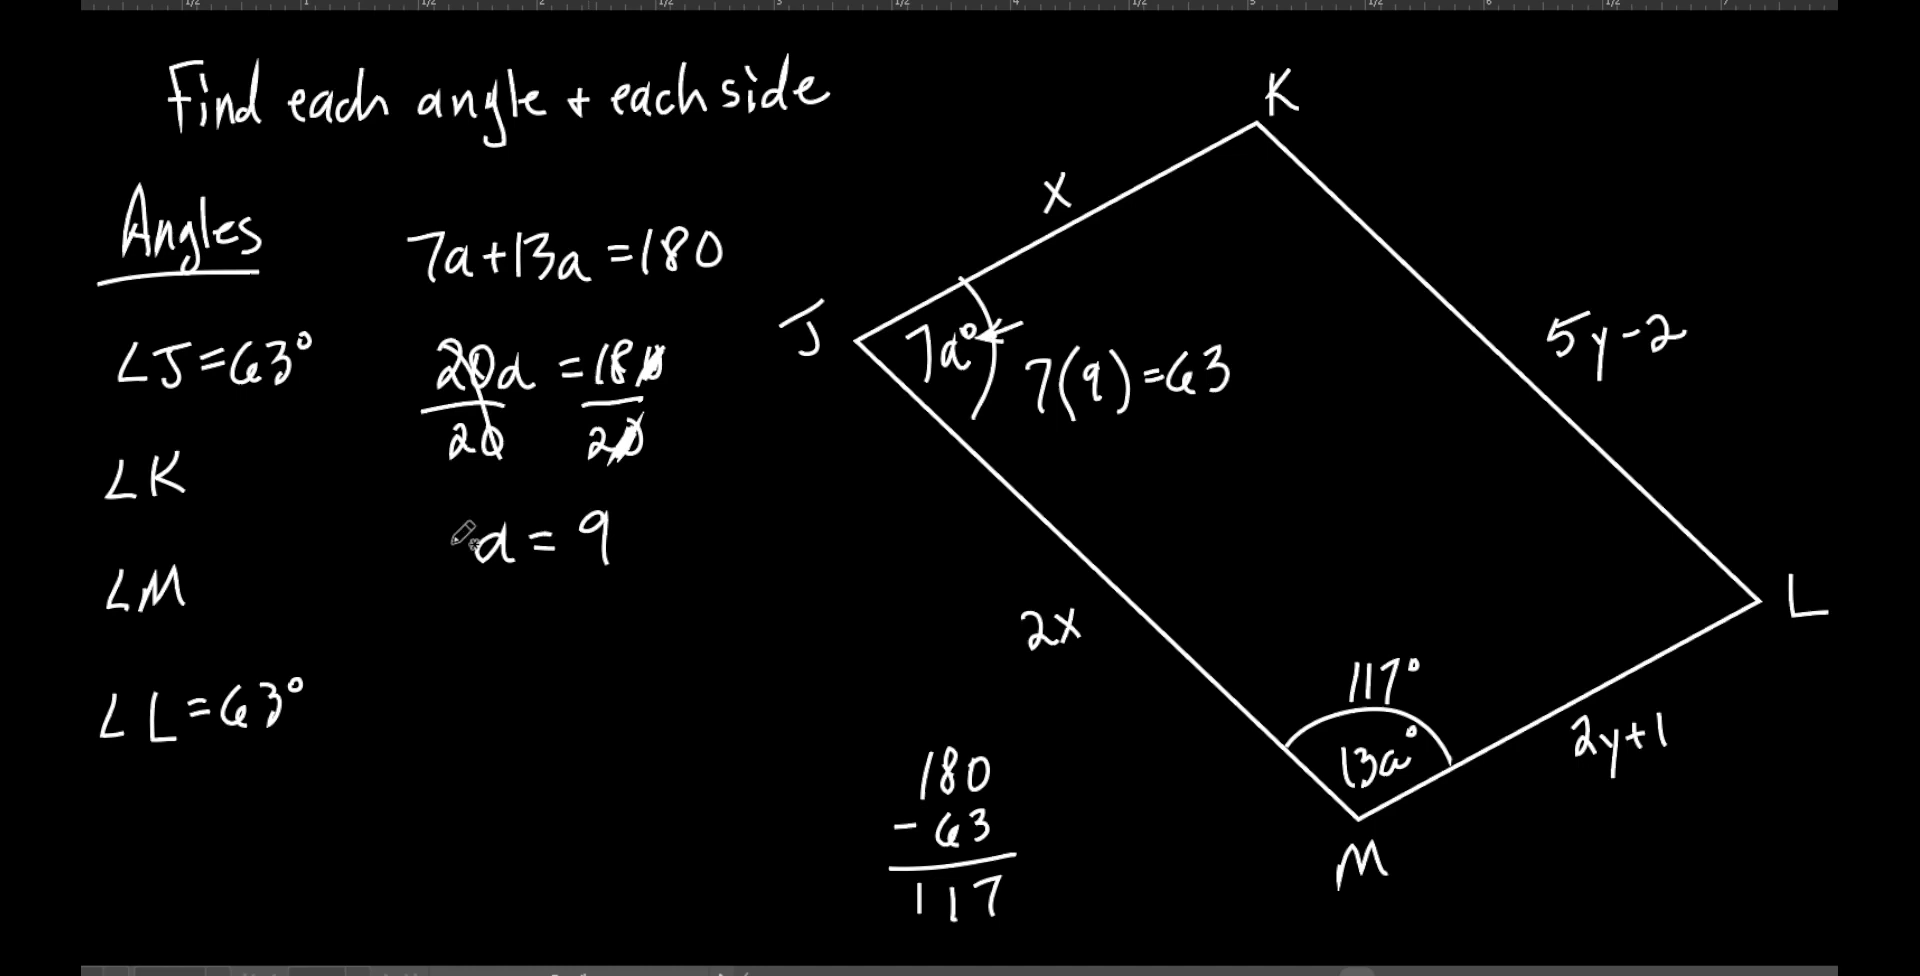 Find each angle + each side
Angles
7a+13a=180
∠J=63°
20a=180
20 20
∠K
a=9
∠M
∠L=63°
K
x
J
7a°
7(9)=63
5y-2
2x
L
117°
13a°
2y+1
M
180
-63
117